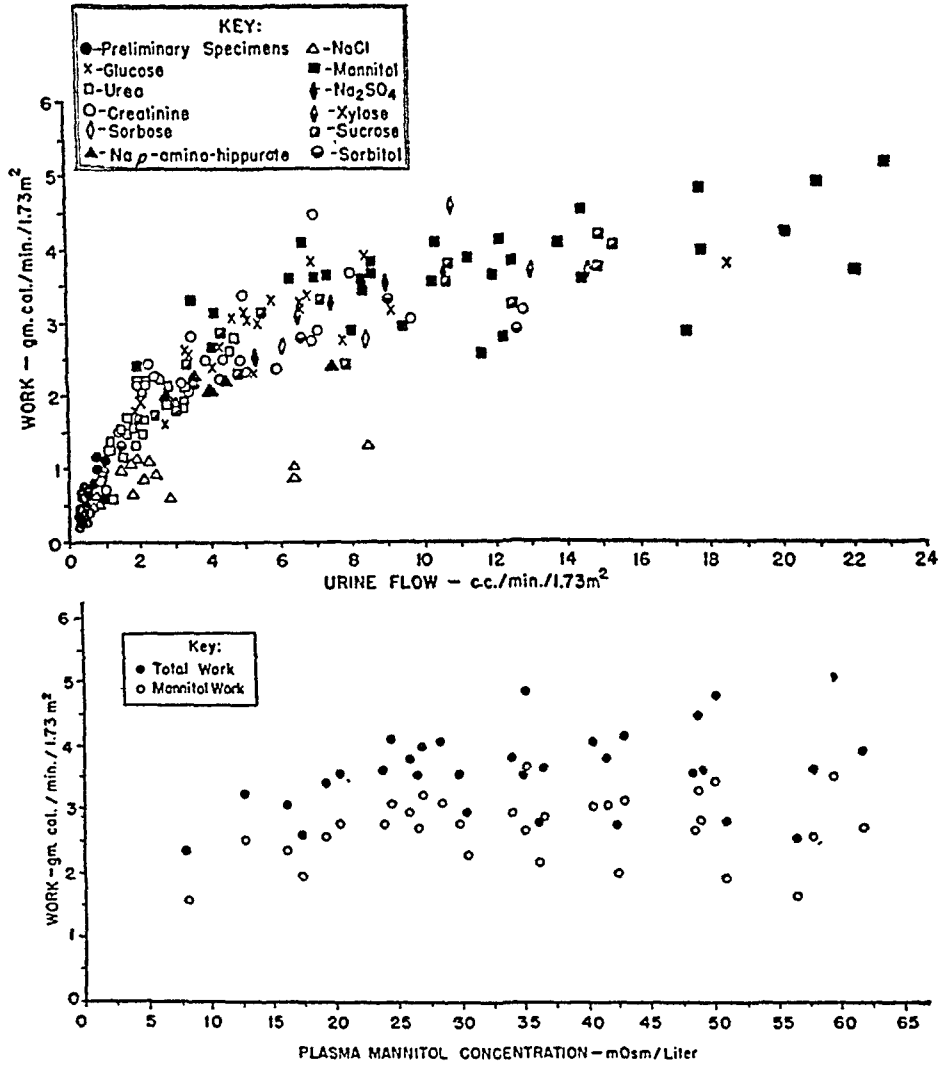 KEY:
●-Preliminary Specimens △-NaCl
x-Glucose ■-Mannitol
□-Urea -Na2SO4
○-Creatinine -Xylose
◊-Sorbose -Sucrose
▲-Na p-amino-hippurate -Sorbitol
WORK – gm.cal./min./1.73m2
6
5
4
3
2
1
0
0 2 4 6 8 10 12 14 16 18 20 22 24
URINE FLOW – c.c./min./1.73m2
Key:
● Total Work
○ Mannitol Work
WORK–gm. cal./min./1.73 m2
6
5
4
3
2
1
0
0 5 10 15 20 25 30 35 40 45 50 55 60 65
PLASMA MANNITOL CONCENTRATION–mOsm/Liter